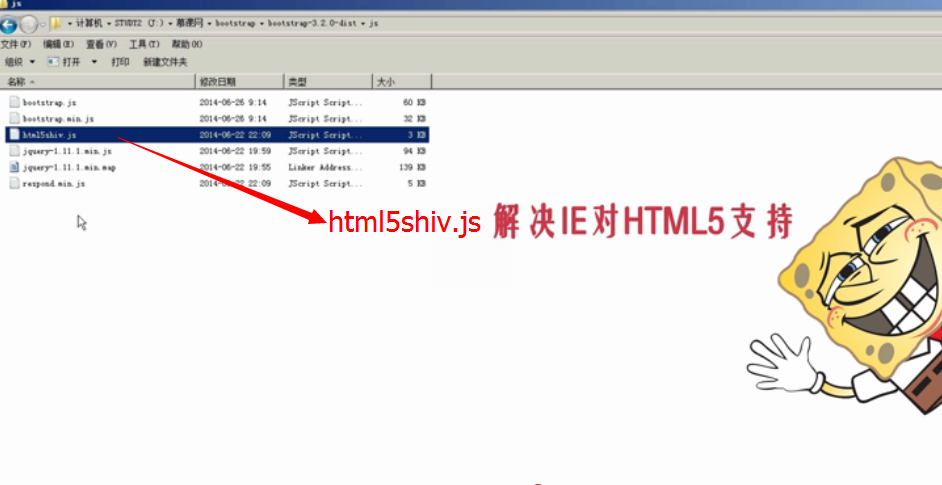 js
▸ 计算机 ▸ STUDY2 (J:) ▸ 慕课网 ▸ bootstrap ▸ bootstrap-3.2.0-dist ▸ js
文件(F) 编辑(E) 查看(V) 工具(T) 帮助(H)
组织 打开 打印 新建文件夹
名称 修改日期 类型 大小
bootstrap.js 2014-06-26 9:14 JScript Script... 60 KB
bootstrap.min.js 2014-06-26 9:14 JScript Script... 32 KB
html5shiv.js 2014-06-22 22:09 JScript Script... 3 KB
jquery-1.11.1.min.js 2014-06-22 19:59 JScript Script... 94 KB
jquery-1.11.1.min.map 2014-06-22 19:55 Linker Address... 139 KB
respond.min.js 2014-06-22 22:09 JScript Script... 5 KB
html5shiv.js 解决IE对HTML5支持